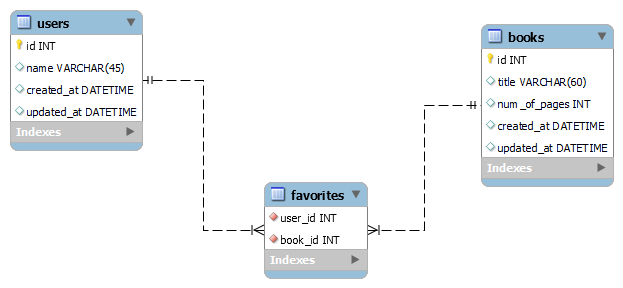 users
id INT
name VARCHAR(45)
created_at DATETIME
updated_at DATETIME
Indexes
books
id INT
title VARCHAR(60)
num_of_pages INT
created_at DATETIME
updated_at DATETIME
Indexes
favorites
user_id INT
book_id INT
Indexes